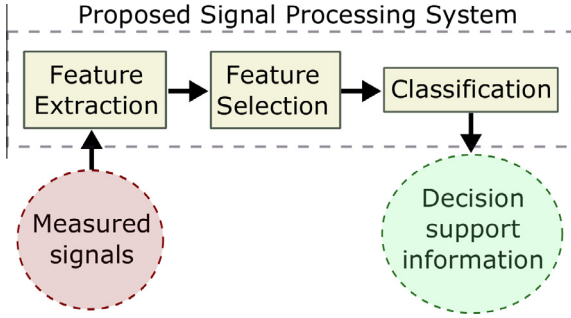 Proposed Signal Processing System
Feature
Extraction
Feature
Selection
Classification
Measured
signals
Decision
support
information